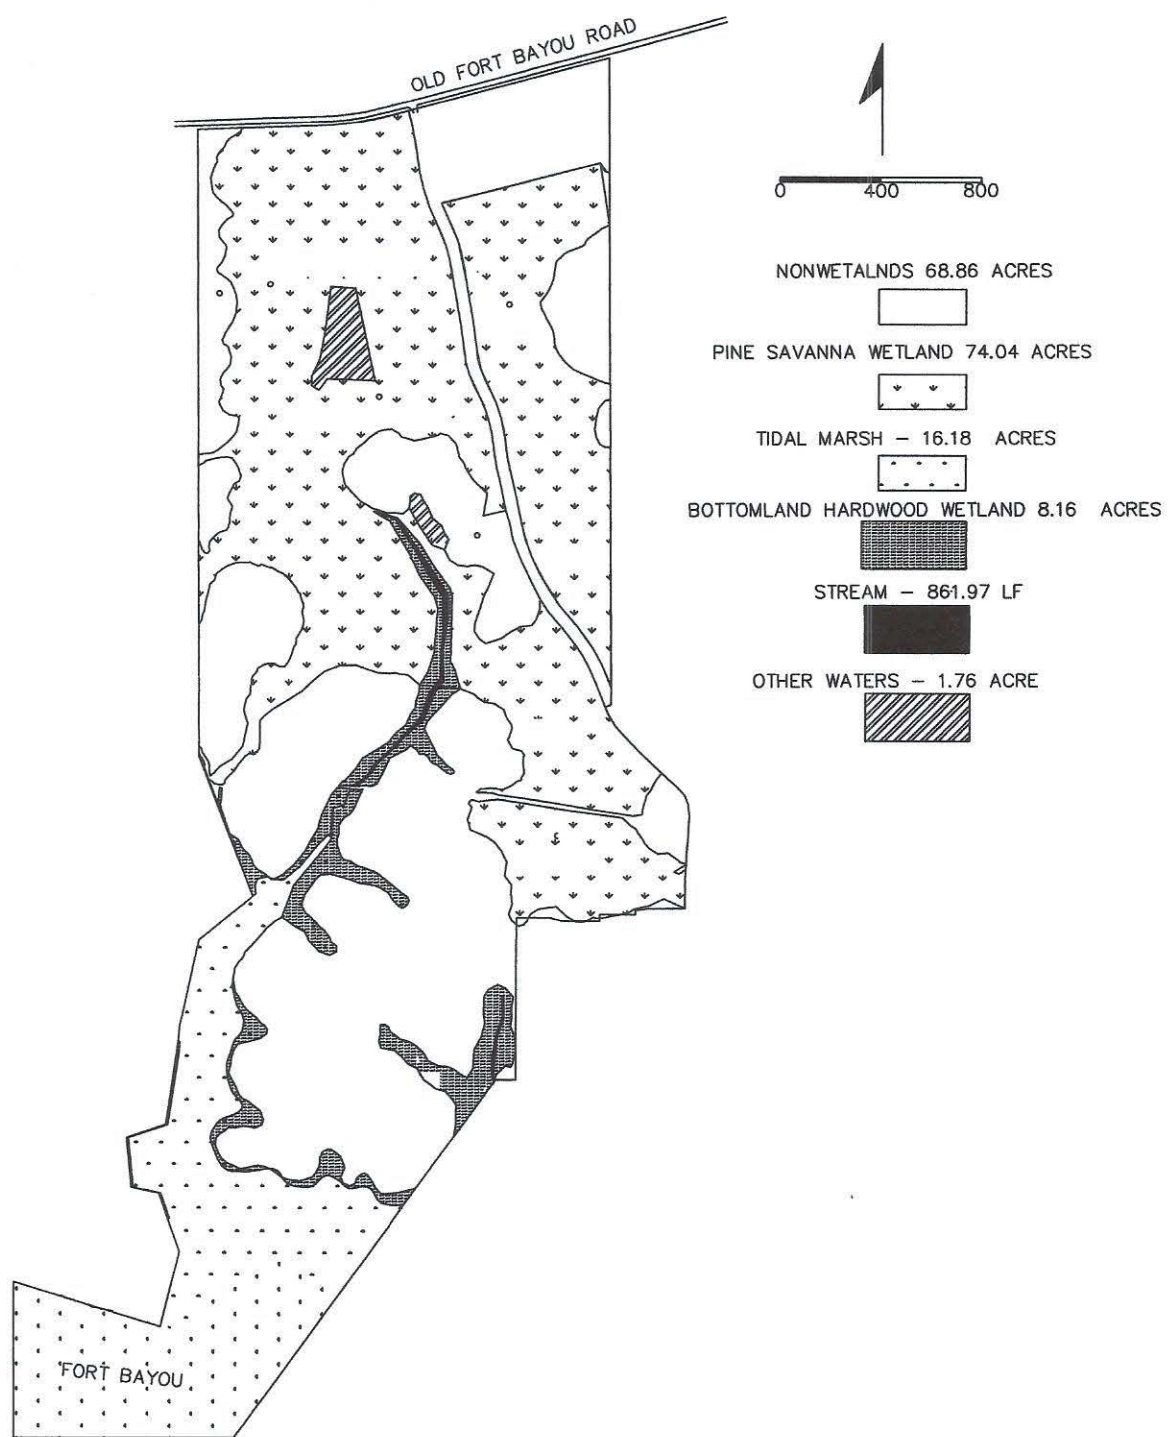 OLD FORT BAYOU ROAD
0 400 800
NONWETALNDS 68.86 ACRES
PINE SAVANNA WETLAND 74.04 ACRES
TIDAL MARSH – 16.18 ACRES
BOTTOMLAND HARDWOOD WETLAND 8.16 ACRES
STREAM – 861.97 LF
OTHER WATERS – 1.76 ACRE
FORT BAYOU